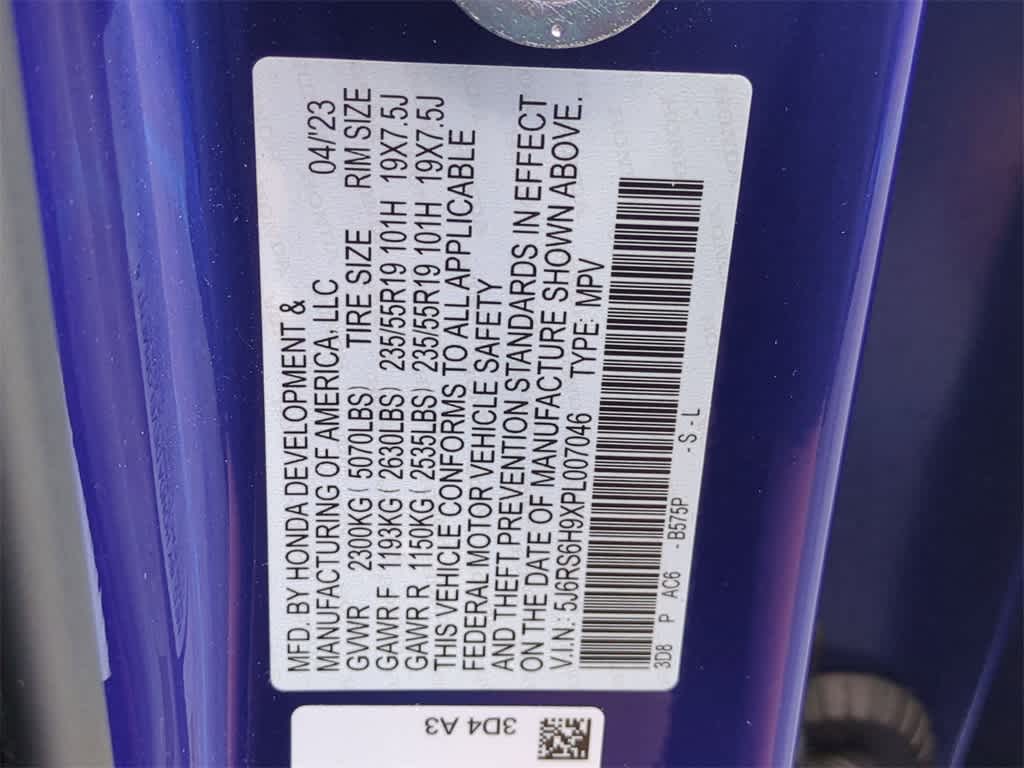 MFD. BY HONDA DEVELOPMENT &
MANUFACTURING OF AMERICA, LLC 04/'23
GVWR 2300KG ( 5070LBS) TIRE SIZE RIM SIZE
GAWR F 1193KG ( 2630LBS) 235/55R19 101H 19X7.5J
GAWR R 1150KG ( 2535LBS) 235/55R19 101H 19X7.5J
THIS VEHICLE CONFORMS TO ALL APPLICABLE
FEDERAL MOTOR VEHICLE SAFETY
AND THEFT PREVENTION STANDARDS IN EFFECT
ON THE DATE OF MANUFACTURE SHOWN ABOVE.
V.I.N.: 5J6RS6H9XPL007046 TYPE: MPV
3D8 P AC6 - B575P - S - L
3D4 A3